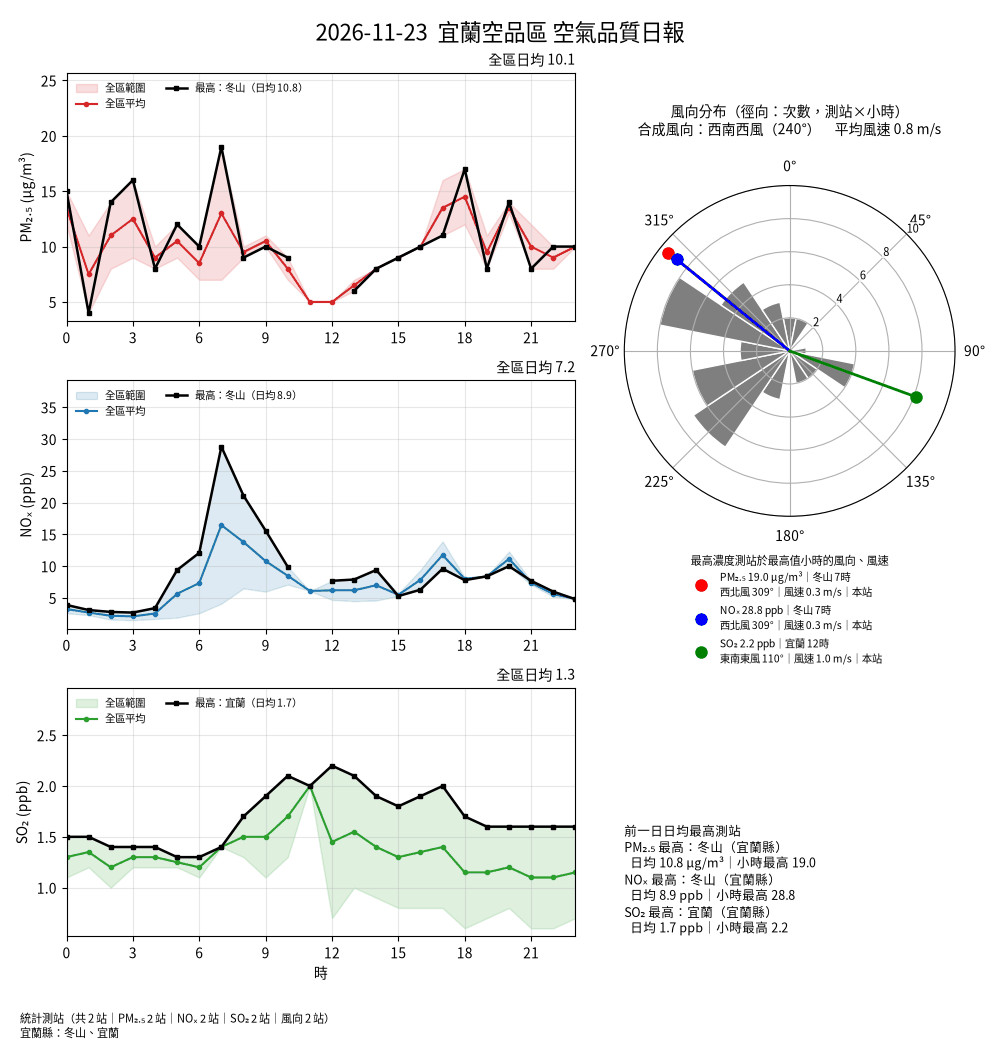 2026-11-23 宜蘭空品區 空氣品質日報
全區日均 10.1
PM₂.₅ (μg/m³)
25
20
15
10
5
全區範圍
全區平均
最高：冬山（日均 10.8）
0 3 6 9 12 15 18 21
全區日均 7.2
NOₓ (ppb)
35
30
25
20
15
10
5
全區範圍
全區平均
最高：冬山（日均 8.9）
0 3 6 9 12 15 18 21
全區日均 1.3
SO₂ (ppb)
2.5
2.0
1.5
1.0
全區範圍
全區平均
最高：宜蘭（日均 1.7）
0 3 6 9 12 15 18 21
時
風向分布（徑向：次數，測站×小時）
合成風向：西南西風（240°） 平均風速 0.8 m/s
0°
45°
90°
135°
180°
225°
270°
315°
2
4
6
8
10
最高濃度測站於最高值小時的風向、風速
PM₂.₅ 19.0 μg/m³｜冬山 7時
西北風 309°｜風速 0.3 m/s｜本站
NOₓ 28.8 ppb｜冬山 7時
西北風 309°｜風速 0.3 m/s｜本站
SO₂ 2.2 ppb｜宜蘭 12時
東南東風 110°｜風速 1.0 m/s｜本站
前一日日均最高測站
PM₂.₅ 最高：冬山（宜蘭縣）
日均 10.8 μg/m³｜小時最高 19.0
NOₓ 最高：冬山（宜蘭縣）
日均 8.9 ppb｜小時最高 28.8
SO₂ 最高：宜蘭（宜蘭縣）
日均 1.7 ppb｜小時最高 2.2
統計測站（共 2 站｜PM₂.₅ 2 站｜NOₓ 2 站｜SO₂ 2 站｜風向 2 站）
宜蘭縣：冬山、宜蘭